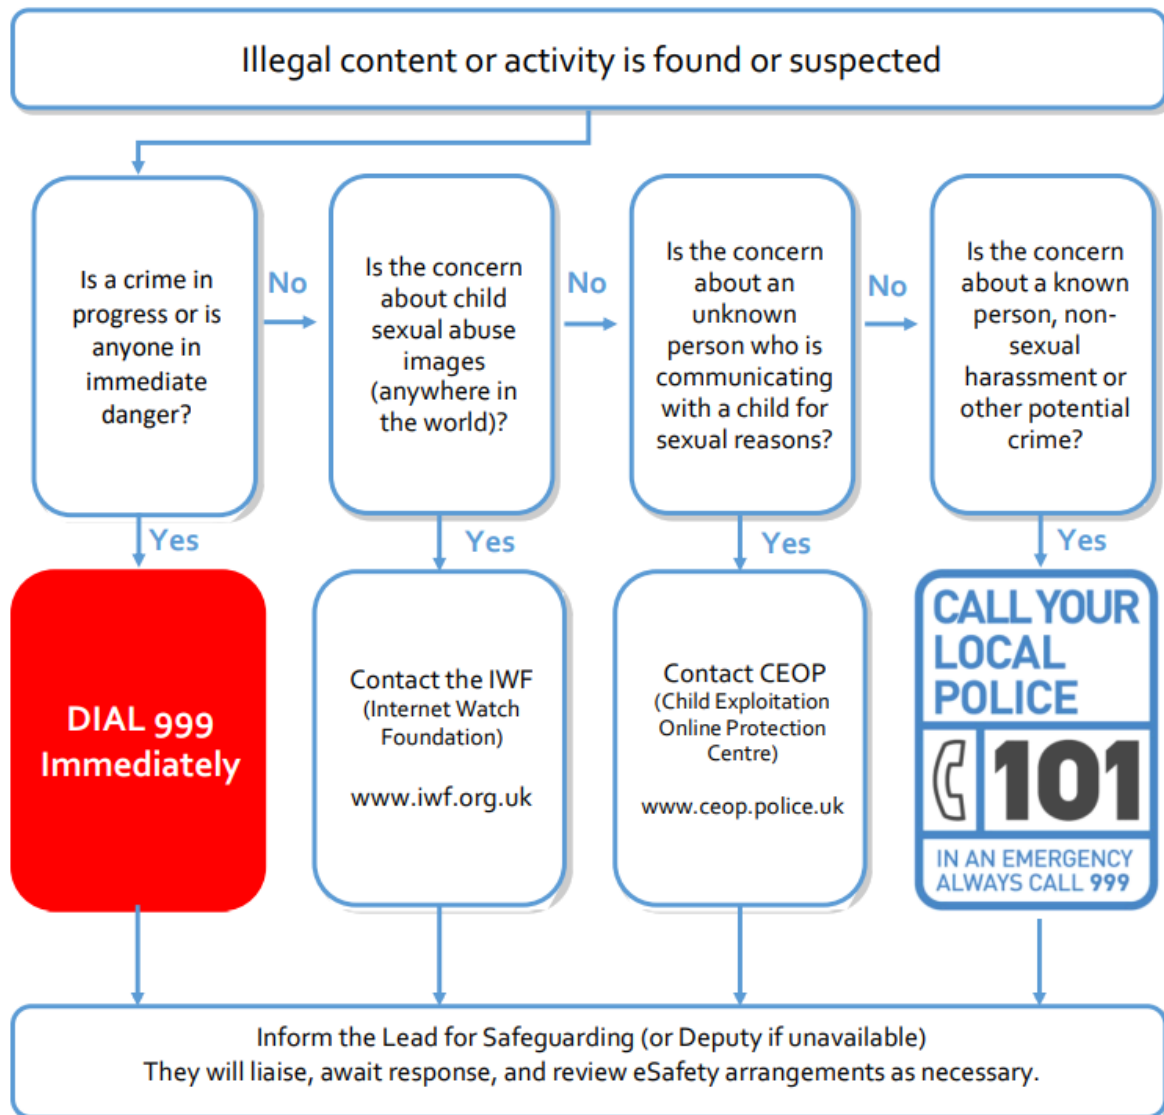 Illegal content or activity is found or suspected
Is a crime in
progress or is
anyone in
immediate
danger?
No
Is the concern
about child
sexual abuse
images
(anywhere in
the world)?
No
Is the concern
about an
unknown
person who is
communicating
with a child for
sexual reasons?
No
Is the concern
about a known
person, non-
sexual
harassment or
other potential
crime?
Yes
Yes
Yes
Yes
DIAL 999
Immediately
Contact the IWF
(Internet Watch
Foundation)
www.iwf.org.uk
Contact CEOP
(Child Exploitation
Online Protection
Centre)
www.ceop.police.uk
CALL YOUR
LOCAL
POLICE
101
IN AN EMERGENCY
ALWAYS CALL 999
Inform the Lead for Safeguarding (or Deputy if unavailable)
They will liaise, await response, and review eSafety arrangements as necessary.